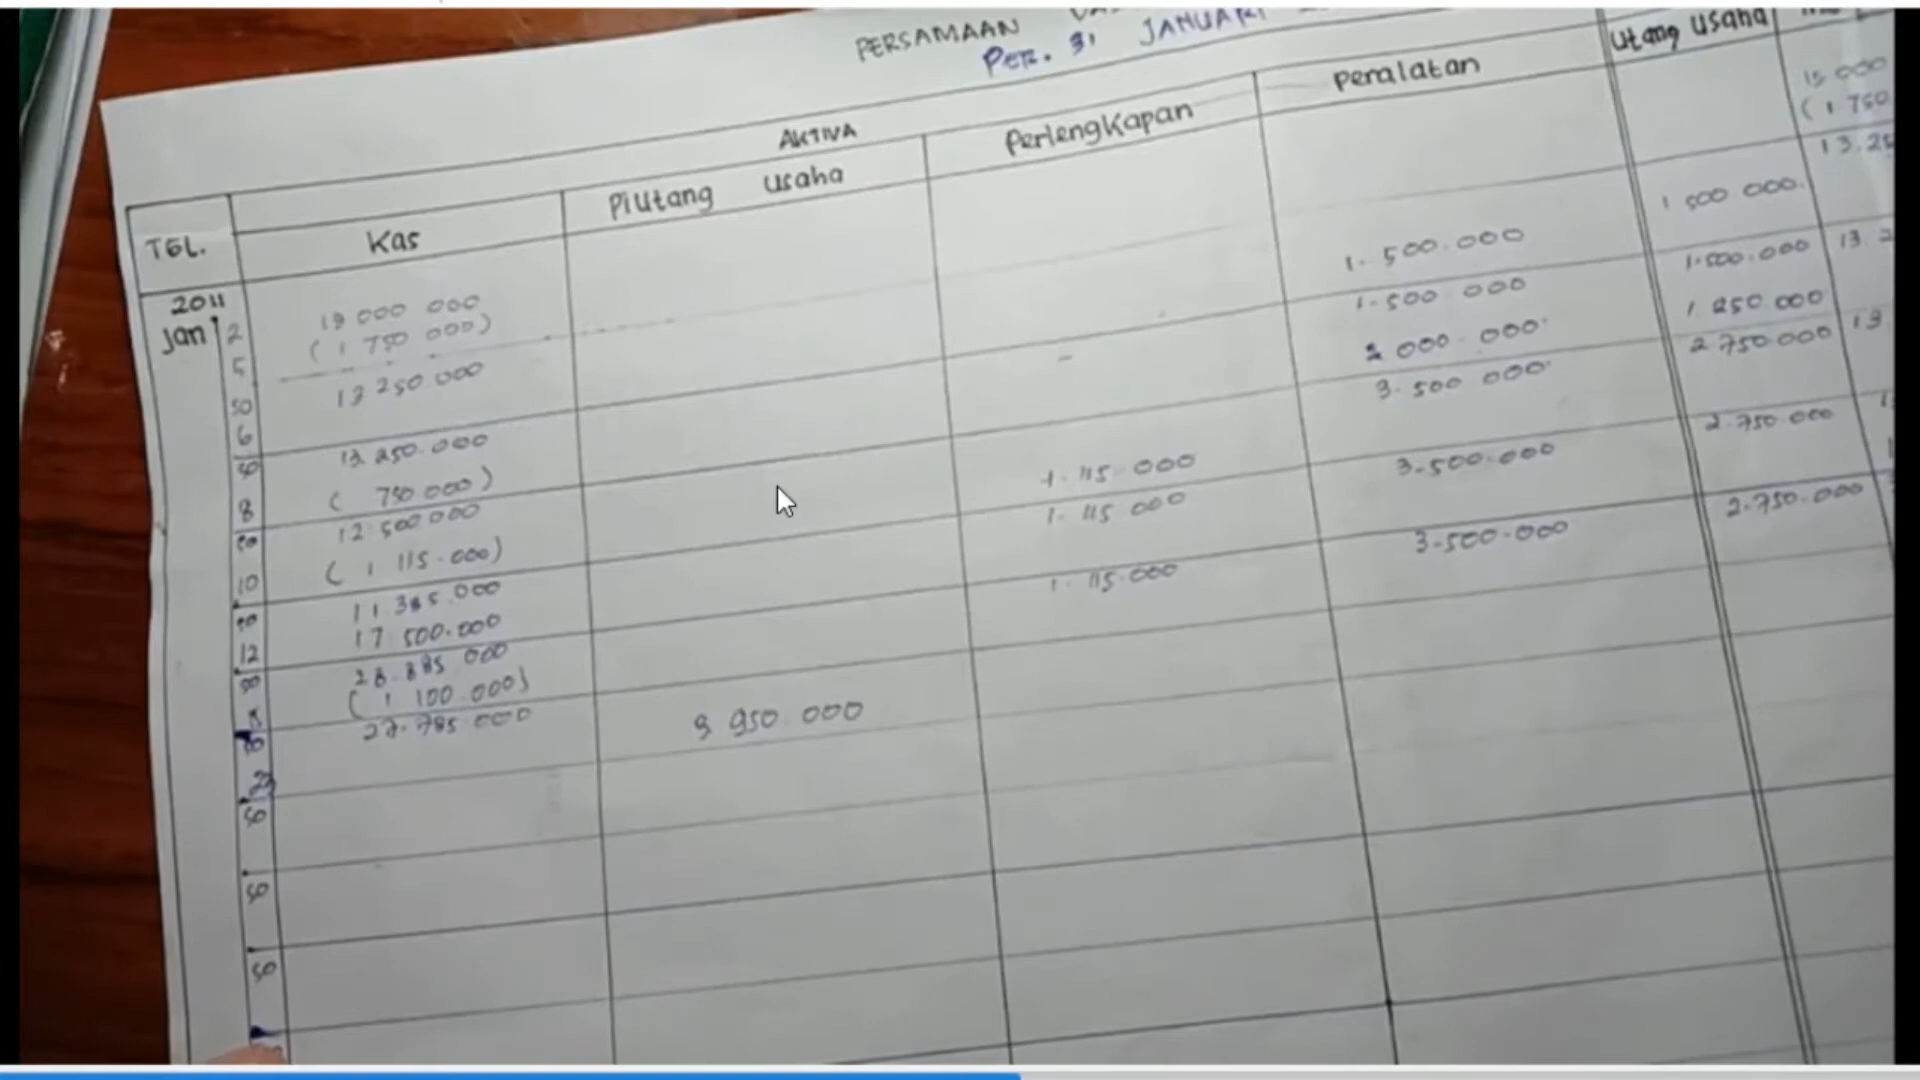 PERSAMAAN
PER. 31 JANUARI
AKTIVA
TGL. Kas Piutang usaha Perlengkapan Peralatan Utang usaha
2011
Jan 2 15 000
5 ( 1 750 000) (1 750
13 250 000 13.25
6 1. 500.000 1 500 000.
13 250.000 1.500 000 1.500.000 13.2
8 ( 750 000) 2 000 000 1 250 000
12 500 000 3. 500 000 2 750.000 13
10 ( 1 115.000) 1. 115 000
11.385.000 1. 115 000 3.500.000 2.750.000
12 17 500.000
28.885 000 1. 115.000 3.500.000 2.750.000
( 1 100.000)
27.785 000
950.000